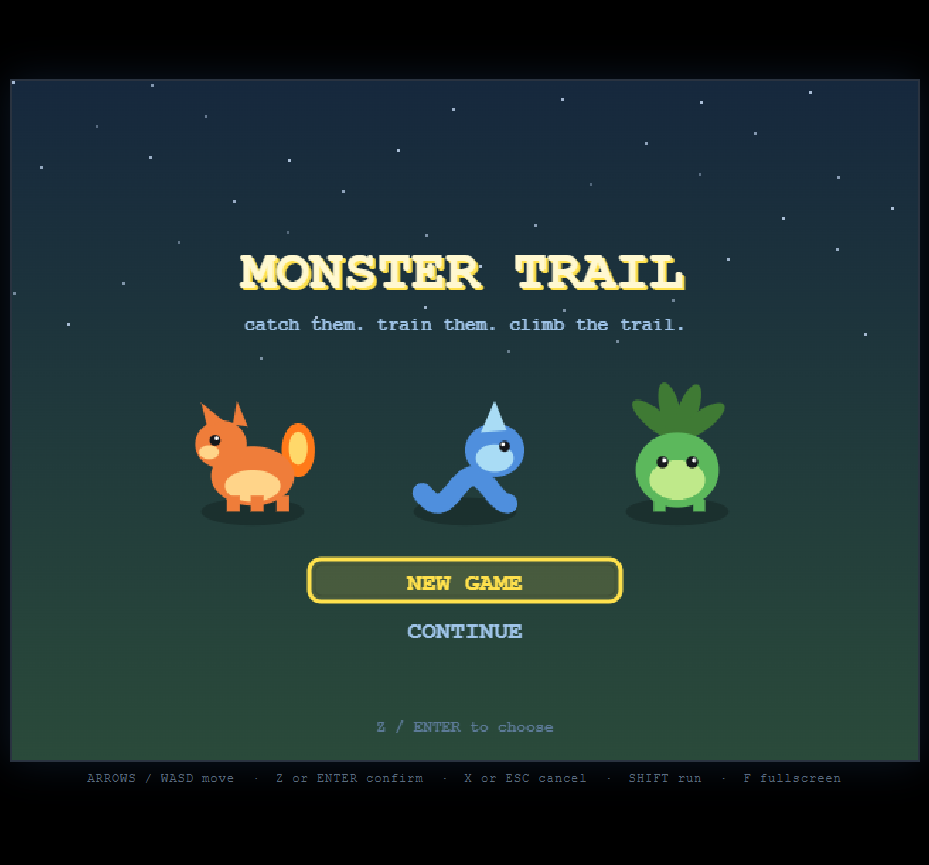 MONSTER TRAIL
catch them. train them. climb the trail.
NEW GAME
CONTINUE
Z / ENTER to choose
ARROWS / WASD move · Z or ENTER confirm · X or ESC cancel · SHIFT run · F fullscreen